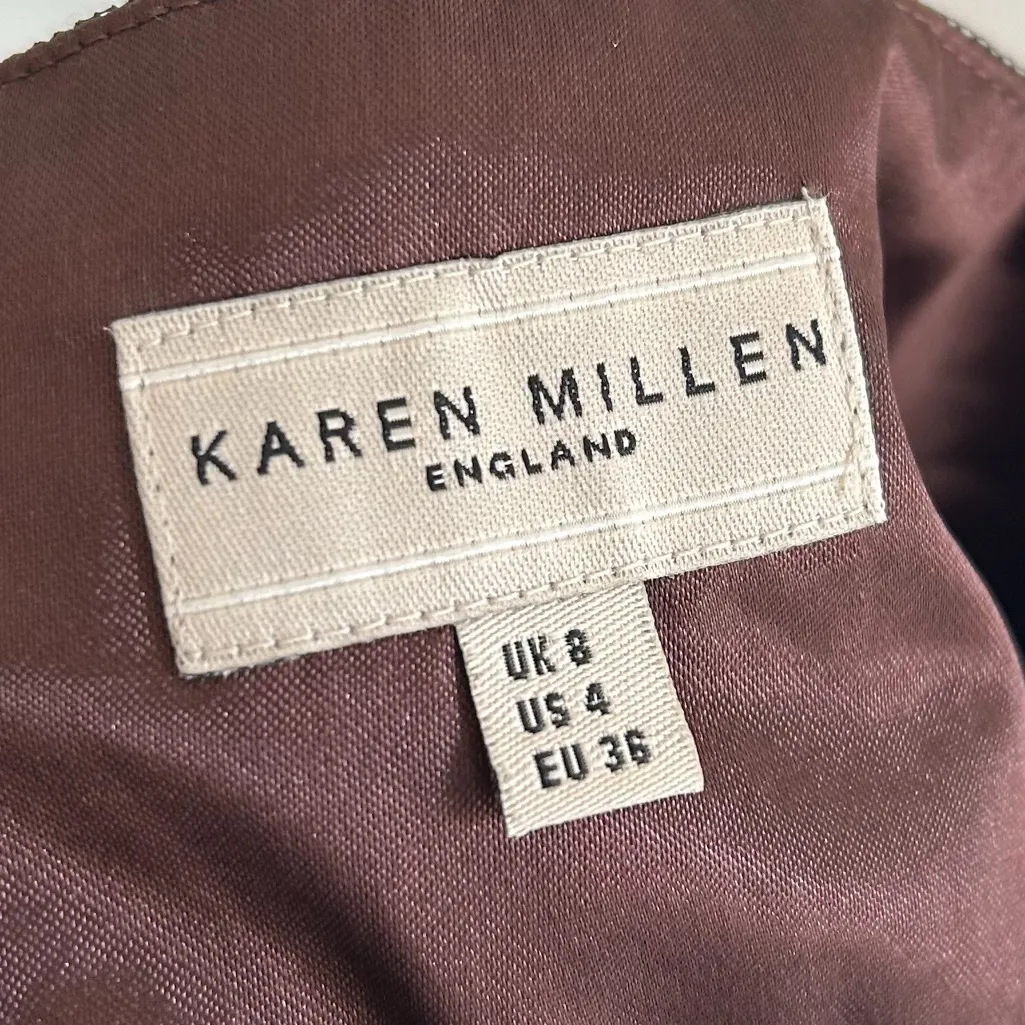 KAREN MILLEN
ENGLAND
UK 8
US 4
EU 36